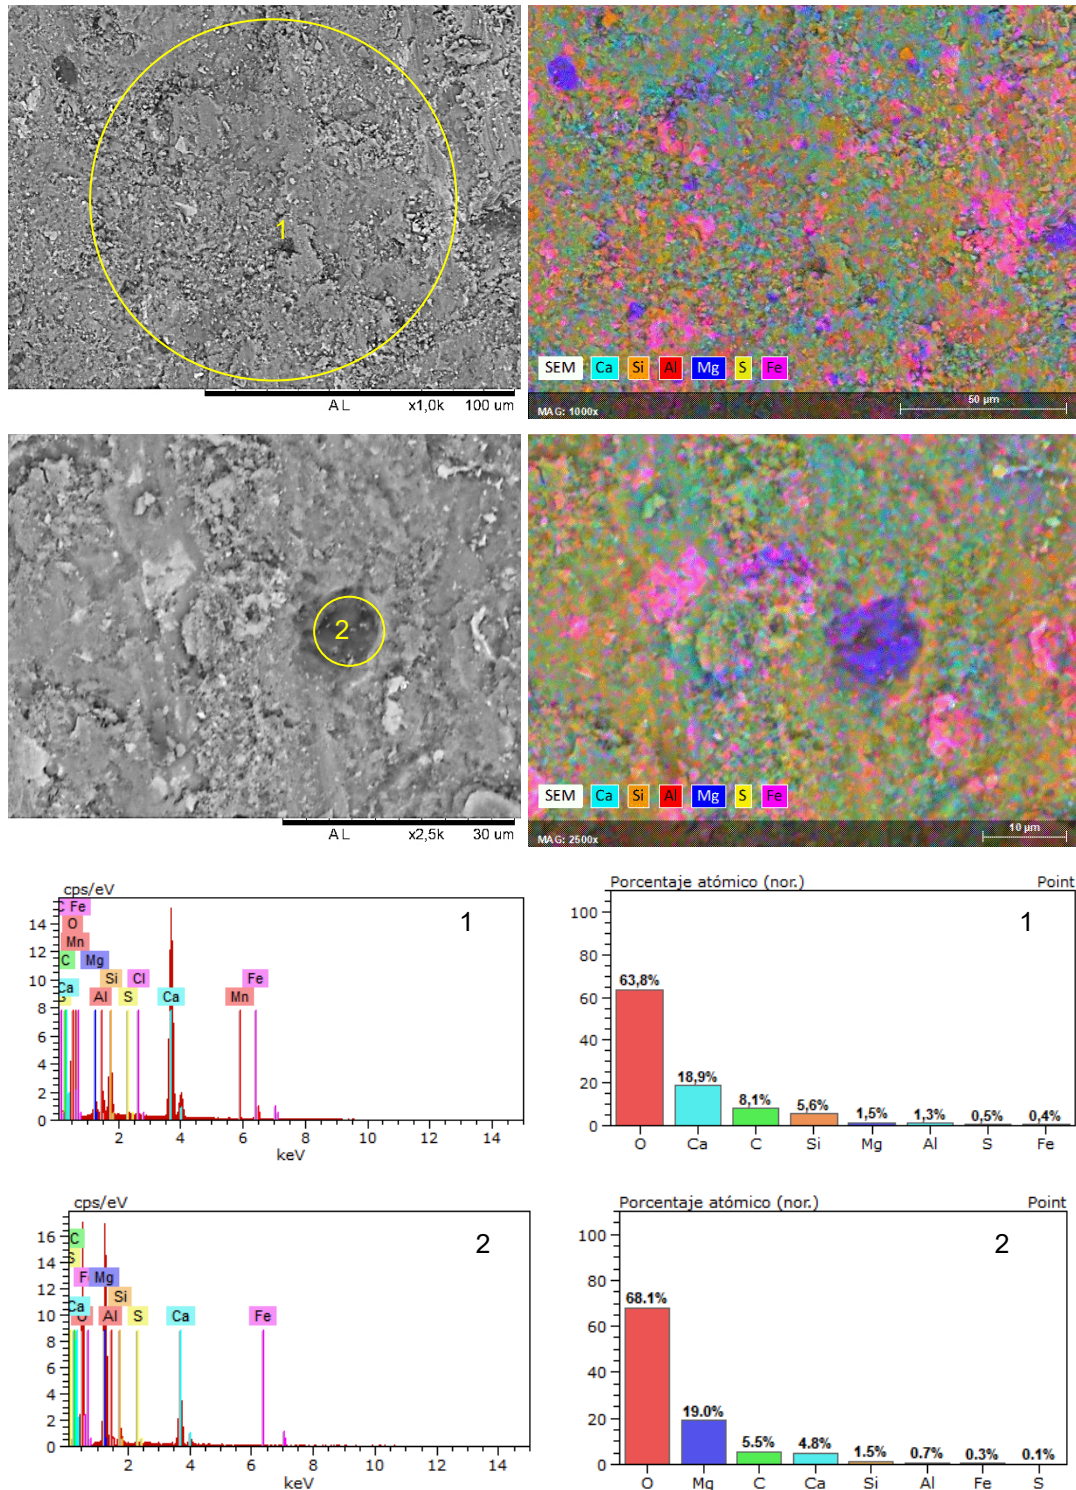 1
AL x1,0k 100 um
SEM Ca Si Al Mg S Fe
MAG: 1000x
50 µm
2
AL x2,5k 30 um
SEM Ca Si Al Mg S Fe
MAG: 2500x
10 µm
cps/eV
1
C Fe
O
Mn
C Mg
Si Cl Fe
Ca
S Al S Ca Mn
14
12
10
8
6
4
2
0
2 4 6 8 10 12 14
keV
Porcentaje atómico (nor.) Point
1
100
80
60
40
20
0
63,8%
18,9%
8,1%
5,6%
1,5%
1,3%
0,5%
0,4%
O Ca C Si Mg Al S Fe
cps/eV
2
C
S
F Mg
Si
Ca
O Al S Ca Fe
16
14
12
10
8
6
4
2
0
2 4 6 8 10 12 14
keV
Porcentaje atómico (nor.) Point
2
100
80
60
40
20
0
68.1%
19.0%
5.5%
4.8%
1.5%
0.7%
0.3%
0.1%
O Mg C Ca Si Al Fe S